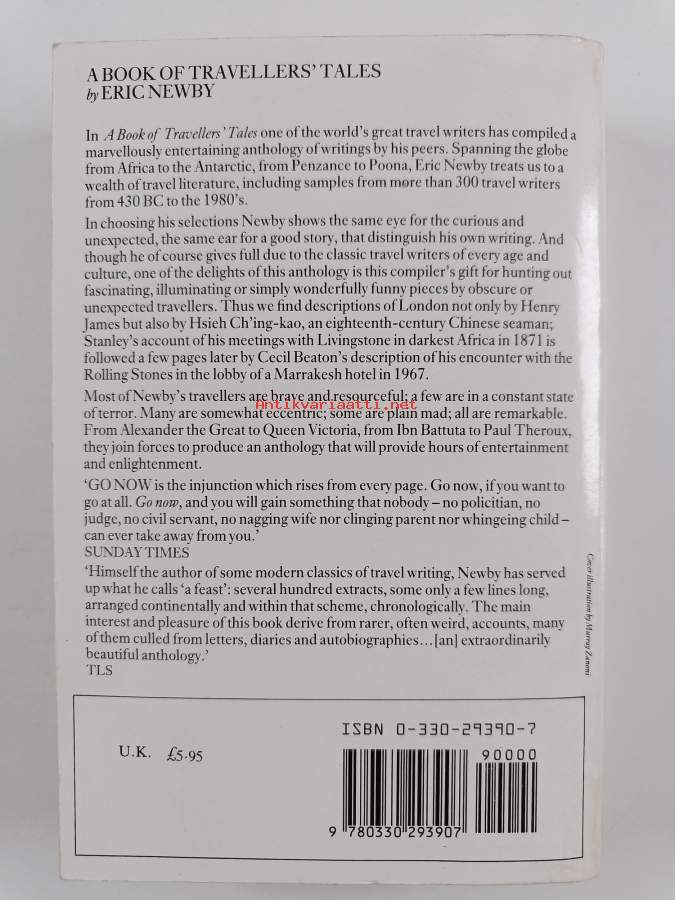 A BOOK OF TRAVELLERS' TALES
by ERIC NEWBY
In A Book of Travellers' Tales one of the world's great travel writers has compiled a
marvellously entertaining anthology of writings by his peers. Spanning the globe
from Africa to the Antarctic, from Penzance to Poona, Eric Newby treats us to a
wealth of travel literature, including samples from more than 300 travel writers
from 430 BC to the 1980's.
In choosing his selections Newby shows the same eye for the curious and
unexpected, the same ear for a good story, that distinguish his own writing. And
though he of course gives full due to the classic travel writers of every age and
culture, one of the delights of this anthology is this compiler's gift for hunting out
fascinating, illuminating or simply wonderfully funny pieces by obscure or
unexpected travellers. Thus we find descriptions of London not only by Henry
James but also by Hsieh Ch'ing-kao, an eighteenth-century Chinese seaman;
Stanley's account of his meetings with Livingstone in darkest Africa in 1871 is
followed a few pages later by Cecil Beaton's description of his encounter with the
Rolling Stones in the lobby of a Marrakesh hotel in 1967.
Most of Newby's travellers are brave and resourceful; a few are in a constant state
Antikvariaatti.net
of terror. Many are somewhat eccentric; some are plain mad; all are remarkable.
From Alexander the Great to Queen Victoria, from Ibn Battuta to Paul Theroux,
they join forces to produce an anthology that will provide hours of entertainment
and enlightenment.
'GO NOW is the injunction which rises from every page. Go now, if you want to
go at all. Go now, and you will gain something that nobody – no policitian, no
judge, no civil servant, no nagging wife nor clinging parent nor whingeing child –
can ever take away from you.'
SUNDAY TIMES
'Himself the author of some modern classics of travel writing, Newby has served
up what he calls 'a feast': several hundred extracts, some only a few lines long,
arranged continentally and within that scheme, chronologically. The main
interest and pleasure of this book derive from rarer, often weird, accounts, many
of them culled from letters, diaries and autobiographies...[an] extraordinarily
beautiful anthology.'
TLS
Cover illustration by Murray Zanoni
ISBN 0-330-29390-7
U.K. £5.95
90000
9 780330 293907